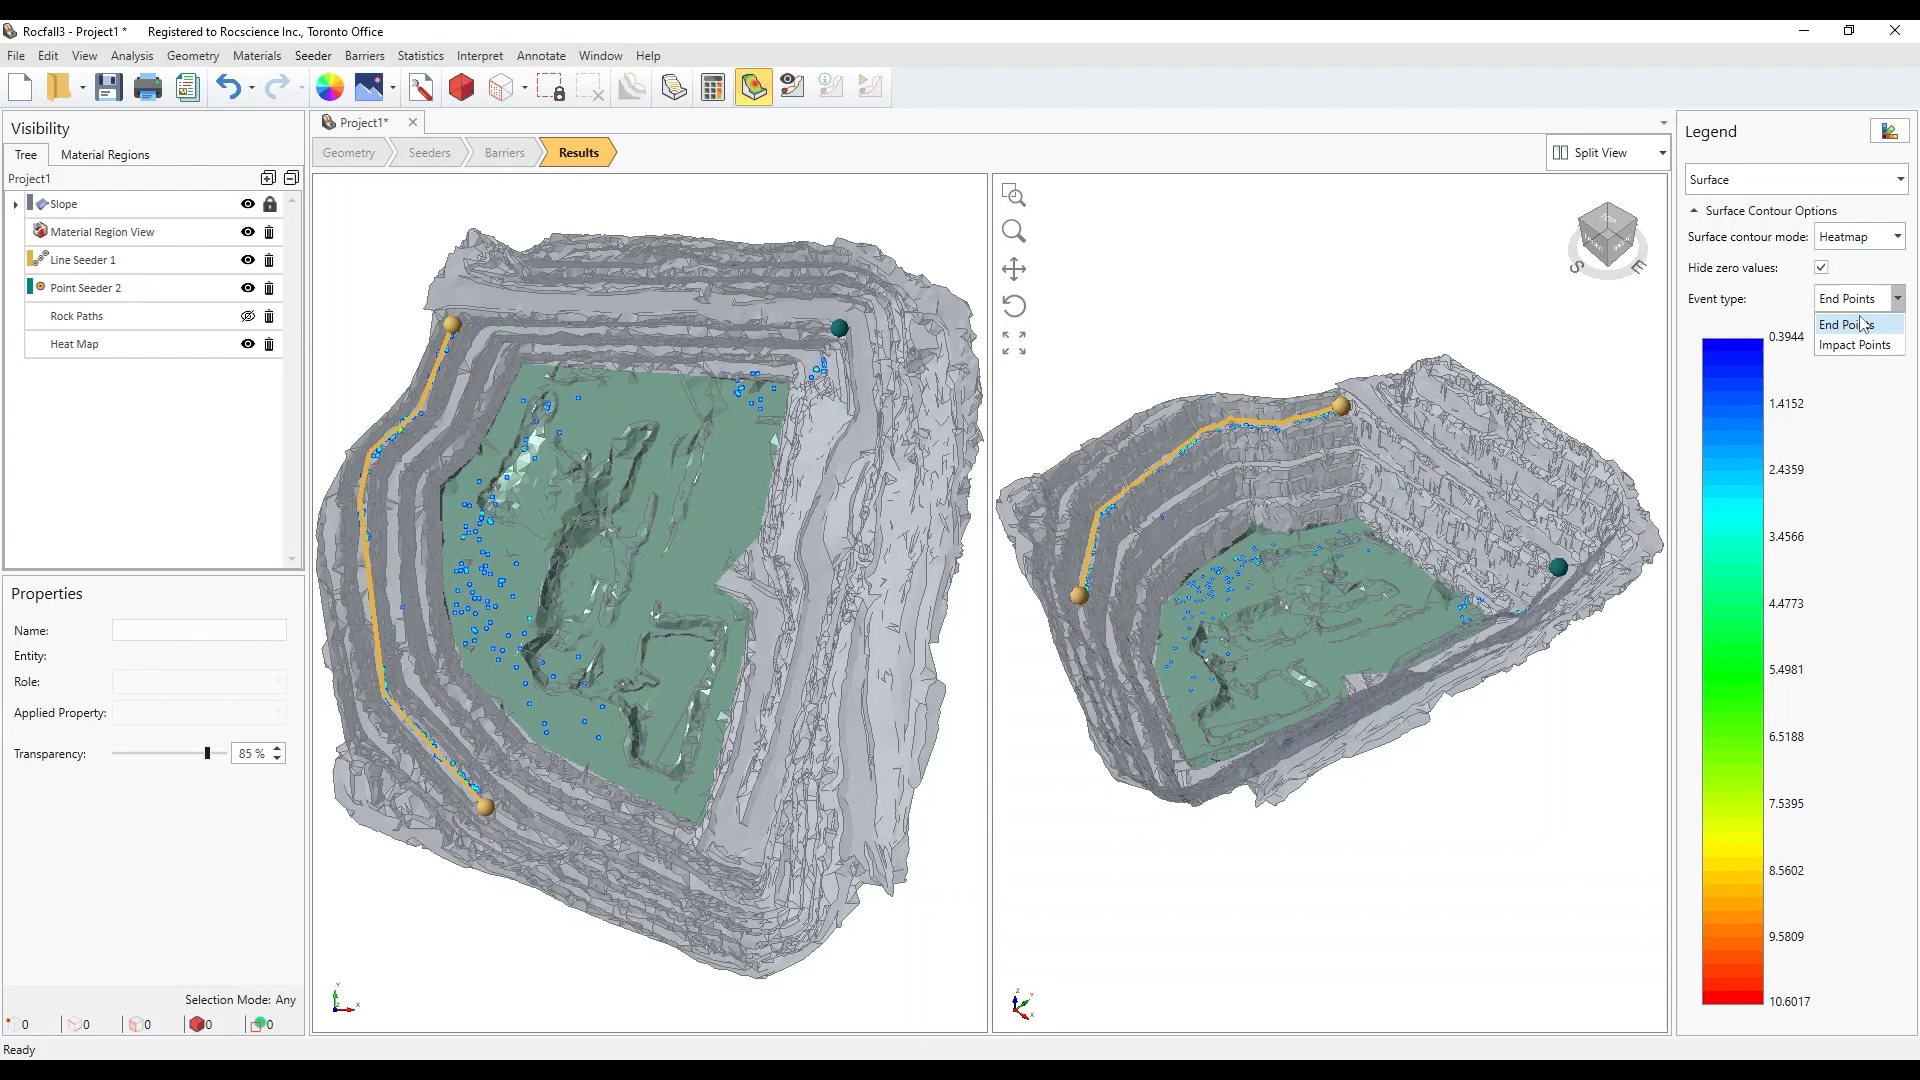 Rocfall3 - Project1 * Registered to Rocscience Inc., Toronto Office
File Edit View Analysis Geometry Materials Seeder Barriers Statistics Interpret Annotate Window Help
Visibility
Tree Material Regions
Project1
Slope
Material Region View
Line Seeder 1
Point Seeder 2
Rock Paths
Heat Map
Properties
Name:
Entity:
Role:
Applied Property:
Transparency: 85 %
Selection Mode: Any
0 0 0 0 0
Ready
Project1*
Geometry Seeders Barriers Results
Split View
TOP
S E
Y
Z
X
Z
Y
X
Legend
Surface
Surface Contour Options
Surface contour mode: Heatmap
Hide zero values:
Event type: End Points
End Points
Impact Points
0.3944
1.4152
2.4359
3.4566
4.4773
5.4981
6.5188
7.5395
8.5602
9.5809
10.6017